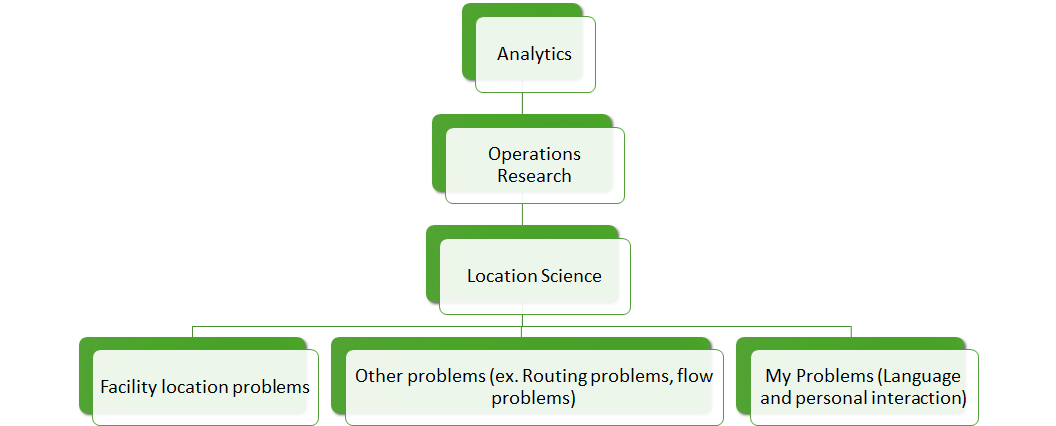 Analytics
Operations
Research
Location Science
Facility location problems
Other problems (ex. Routing problems, flow
problems)
My Problems (Language
and personal interaction)